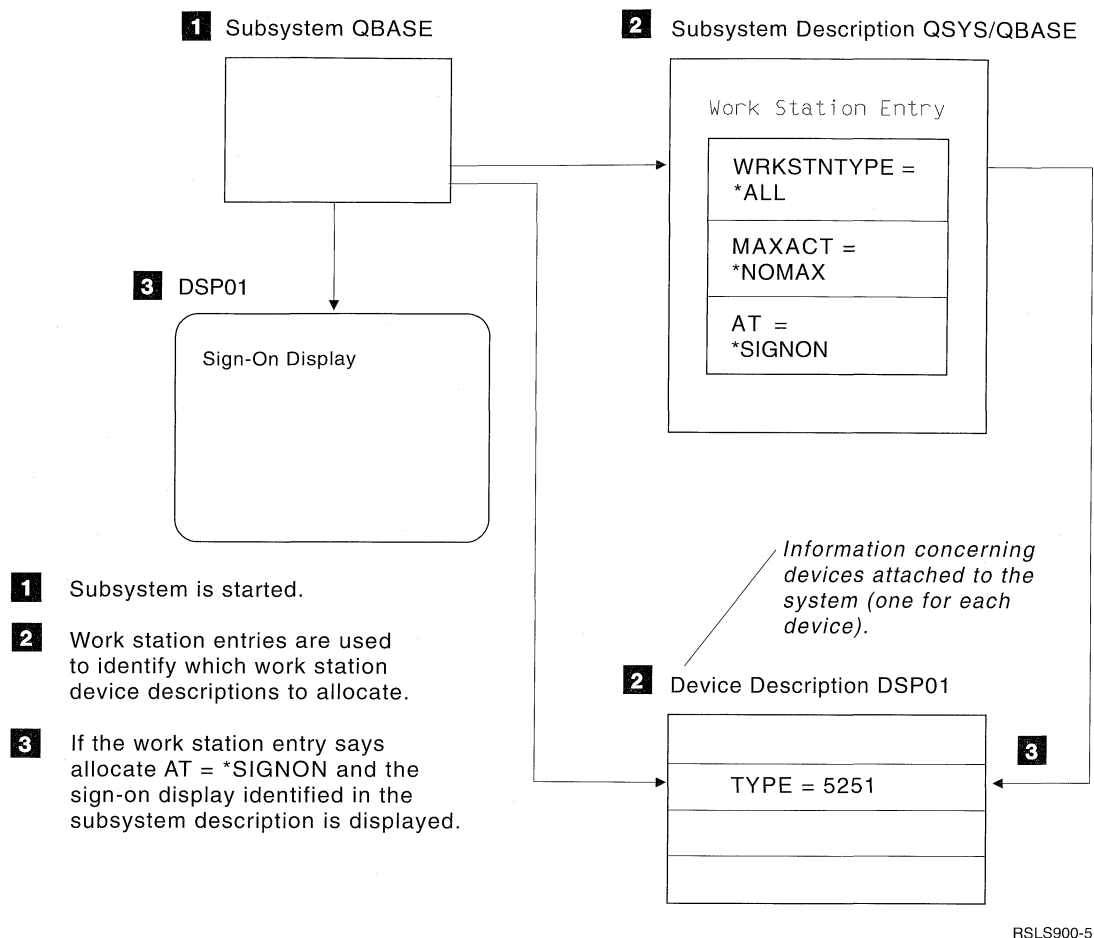 1 Subsystem QBASE
2 Subsystem Description QSYS/QBASE
Work Station Entry
WRKSTNTYPE =
*ALL
MAXACT =
*NOMAX
AT =
*SIGNON
3 DSP01
Sign-On Display
1 Subsystem is started.
2 Work station entries are used
to identify which work station
device descriptions to allocate.
3 If the work station entry says
allocate AT = *SIGNON and the
sign-on display identified in the
subsystem description is displayed.
Information concerning
devices attached to the
system (one for each
device).
2 Device Description DSP01
3
TYPE = 5251
RSLS900-5